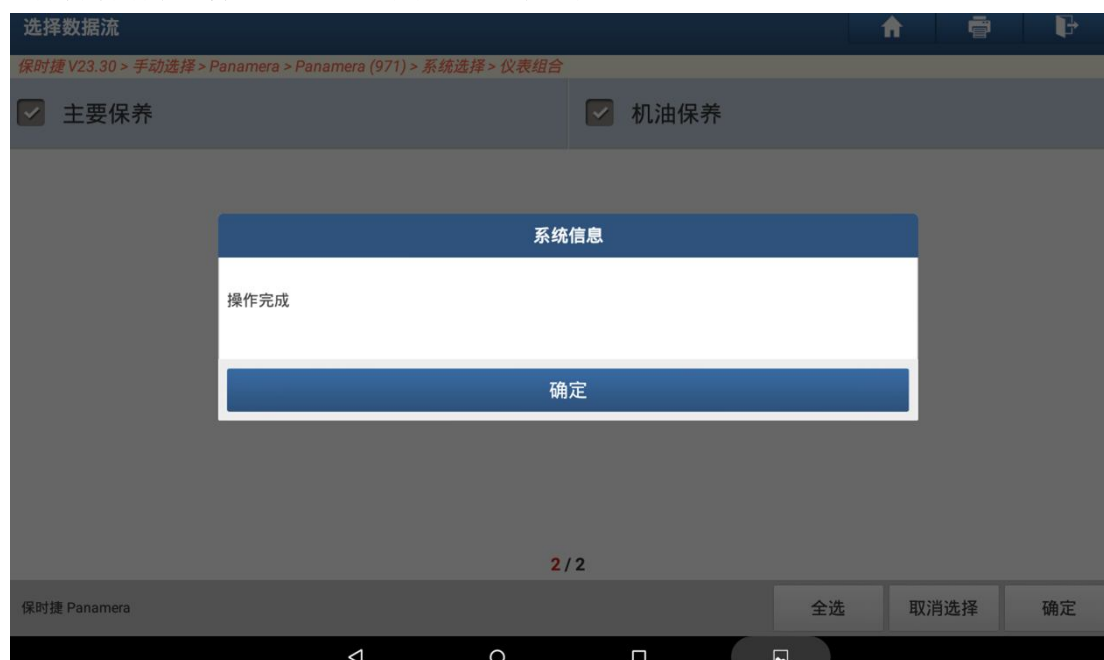 选择数据流
保时捷 V23.30 > 手动选择 > Panamera > Panamera (971) > 系统选择 > 仪表组合
主要保养 机油保养
系统信息
操作完成
确定
2 / 2
保时捷 Panamera 全选 取消选择 确定